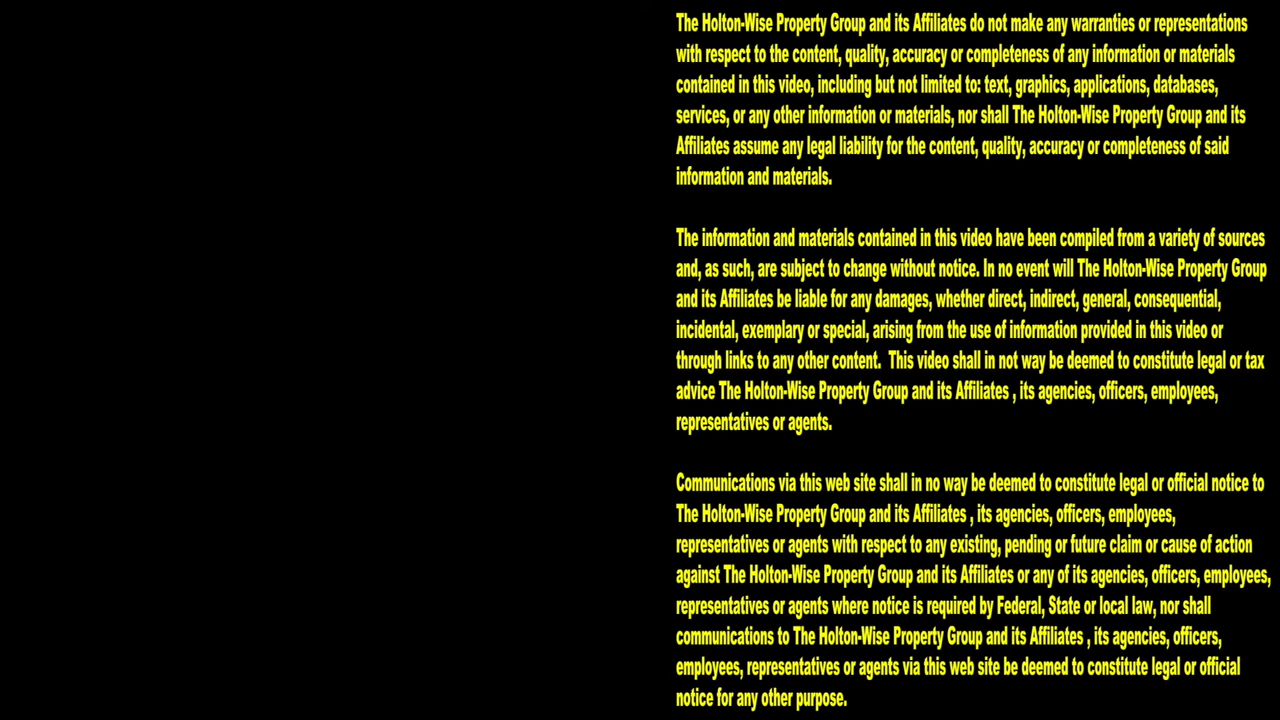 The Holton-Wise Property Group and its Affiliates do not make any warranties or representations
with respect to the content, quality, accuracy or completeness of any information or materials
contained in this video, including but not limited to: text, graphics, applications, databases,
services, or any other information or materials, nor shall The Holton-Wise Property Group and its
Affiliates assume any legal liability for the content, quality, accuracy or completeness of said
information and materials.
The information and materials contained in this video have been compiled from a variety of sources
and, as such, are subject to change without notice. In no event will The Holton-Wise Property Group
and its Affiliates be liable for any damages, whether direct, indirect, general, consequential,
incidental, exemplary or special, arising from the use of information provided in this video or
through links to any other content.  This video shall in not way be deemed to constitute legal or tax
advice The Holton-Wise Property Group and its Affiliates , its agencies, officers, employees,
representatives or agents.
Communications via this web site shall in no way be deemed to constitute legal or official notice to
The Holton-Wise Property Group and its Affiliates , its agencies, officers, employees,
representatives or agents with respect to any existing, pending or future claim or cause of action
against The Holton-Wise Property Group and its Affiliates or any of its agencies, officers, employees,
representatives or agents where notice is required by Federal, State or local law, nor shall
communications to The Holton-Wise Property Group and its Affiliates , its agencies, officers,
employees, representatives or agents via this web site be deemed to constitute legal or official
notice for any other purpose.